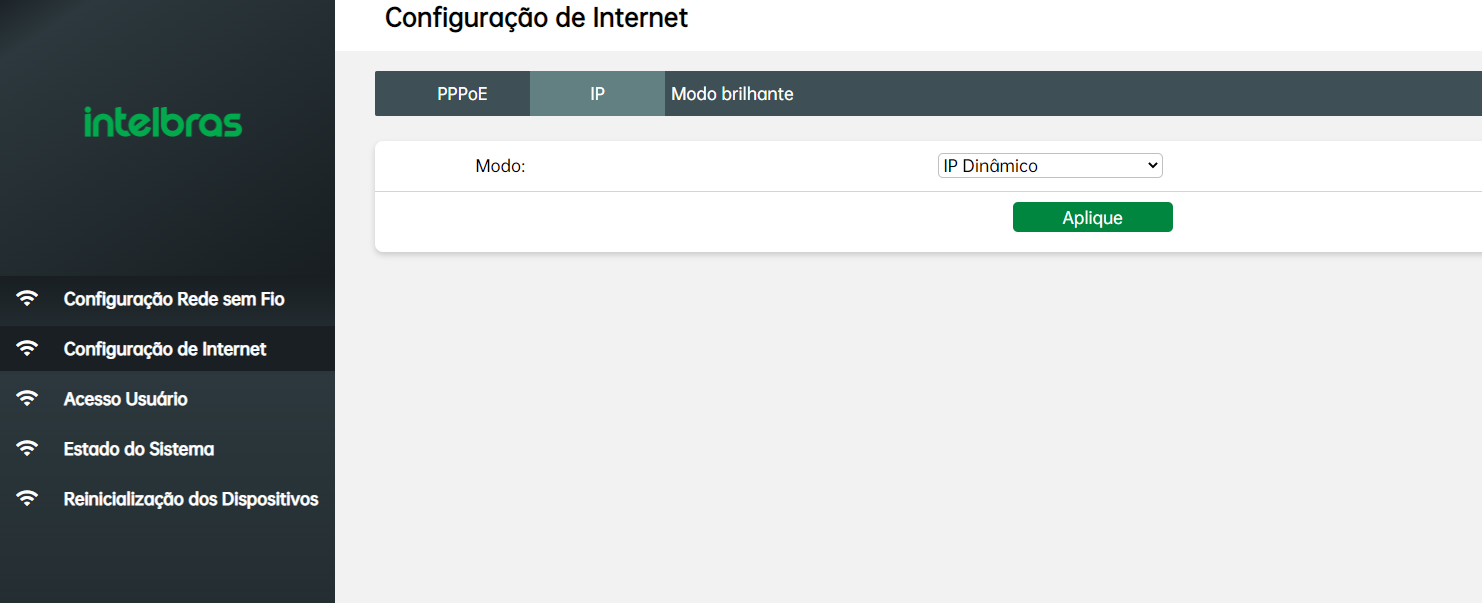 Configuração de Internet
intelbras
PPPoE IP Modo brilhante
Modo: IP Dinâmico
Aplique
Configuração Rede sem Fio
Configuração de Internet
Acesso Usuário
Estado do Sistema
Reinicialização dos Dispositivos